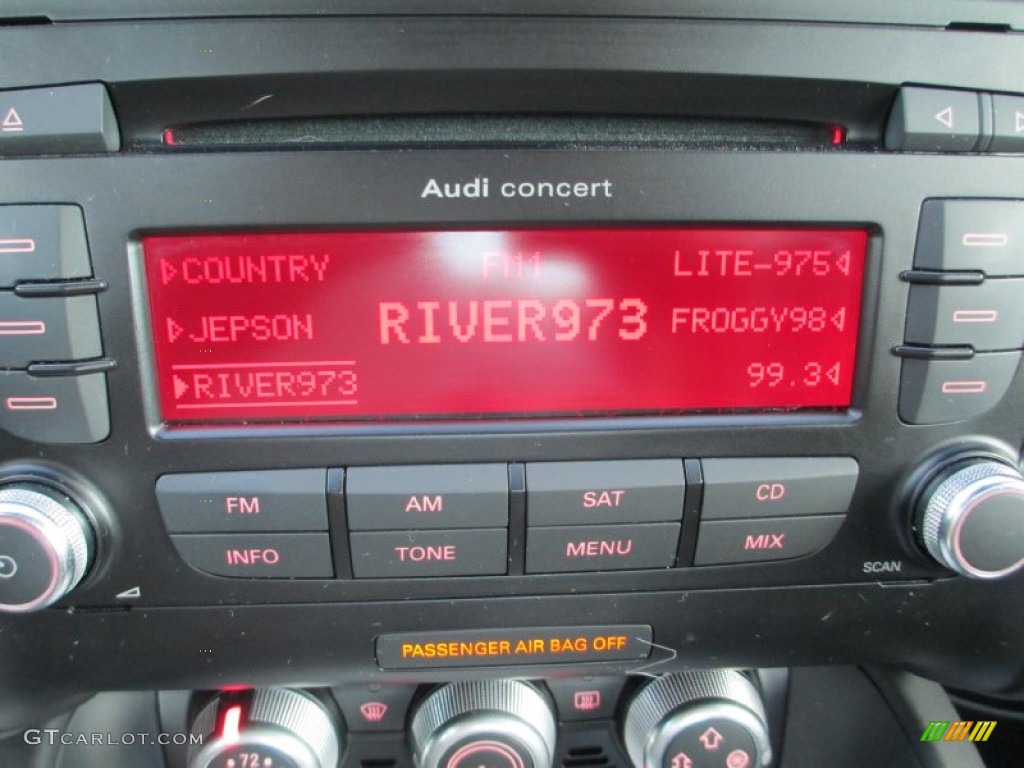 Audi concert
COUNTRY FM1 LITE-975
JEPSON RIVER973 FROGGY98
RIVER973 99.3
FM AM SAT CD
INFO TONE MENU MIX
SCAN
PASSENGER AIR BAG OFF
72
GTCARLOT.COM